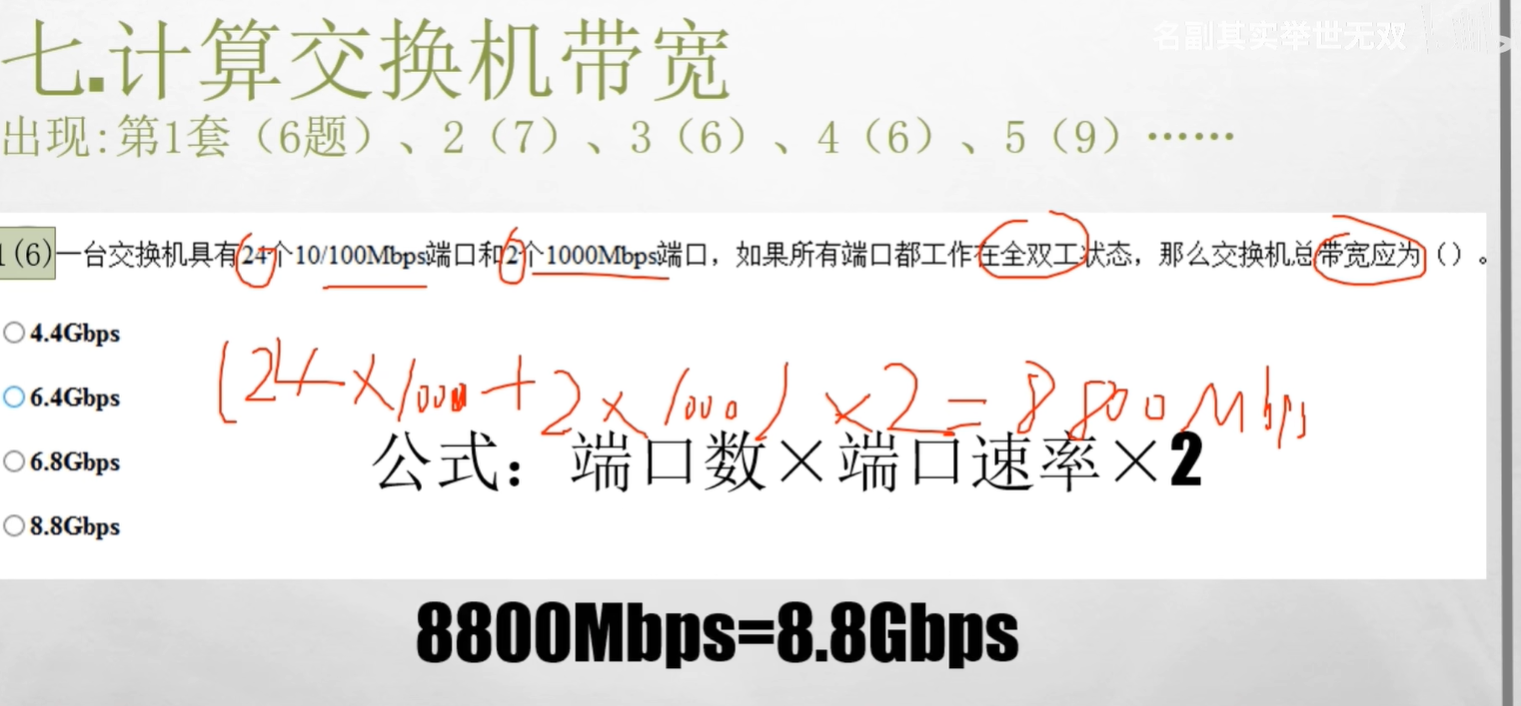 名副其实举世无双
七.计算交换机带宽
出现:第1套（6题）、2（7）、3（6）、4（6）、5（9）……
1(6)一台交换机具有24个10/100Mbps端口和2个1000Mbps端口，如果所有端口都工作在全双工状态，那么交换机总带宽应为（）。
4.4Gbps
(24×100+2×1000)×2=8800Mbps
6.4Gbps
公式：端口数×端口速率×2
6.8Gbps
8.8Gbps
8800Mbps=8.8Gbps